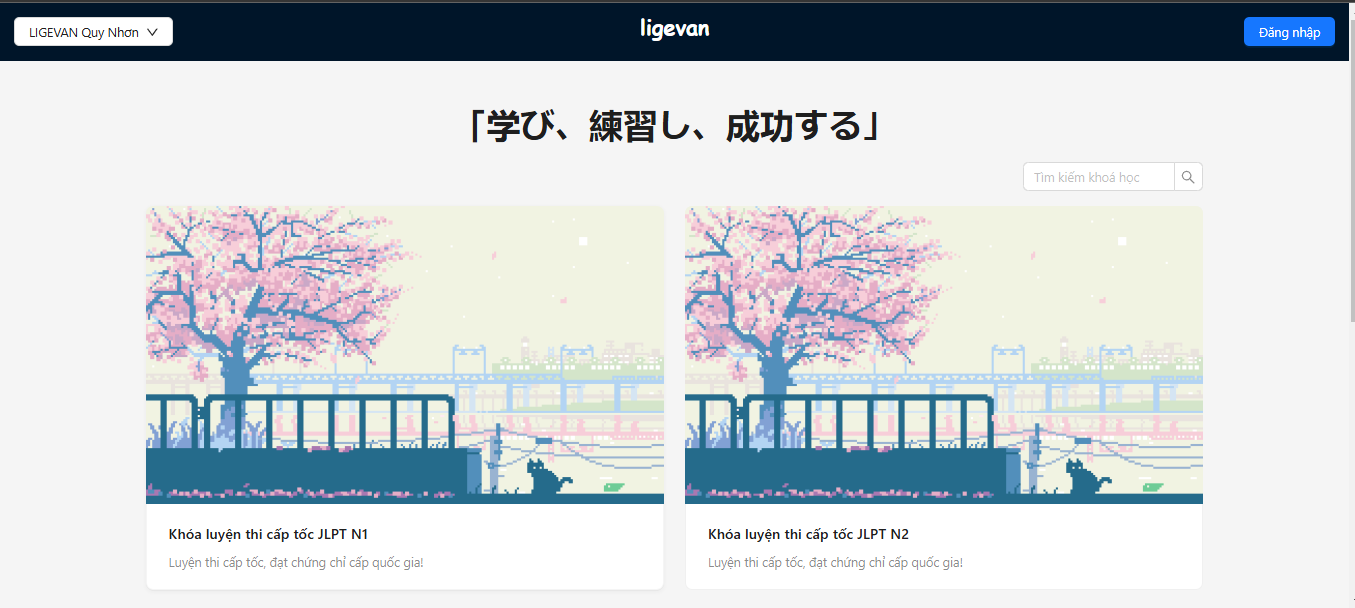 LIGEVAN Quy Nhơn
ligevan
Đăng nhập
「学び、練習し、成功する」
Tìm kiếm khoá học
Khóa luyện thi cấp tốc JLPT N1
Luyện thi cấp tốc, đạt chứng chỉ cấp quốc gia!
Khóa luyện thi cấp tốc JLPT N2
Luyện thi cấp tốc, đạt chứng chỉ cấp quốc gia!